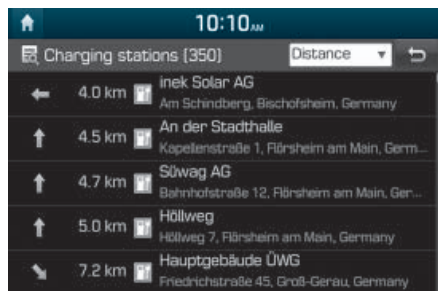 10:10 AM
Charging stations (350) Distance
4.0 km inek Solar AG
Am Schindberg, Bischofsheim, Germany
4.5 km An der Stadthalle
Kapellenstraße 1, Flörsheim am Main, Germ...
4.7 km Süwag AG
Bahnhofstraße 12, Flörsheim am Main, Ger...
5.0 km Höllweg
Höllweg 7, Flörsheim am Main, Germany
7.2 km Hauptgebäude ÜWG
Friedrichstraße 45, Groß-Gerau, Germany